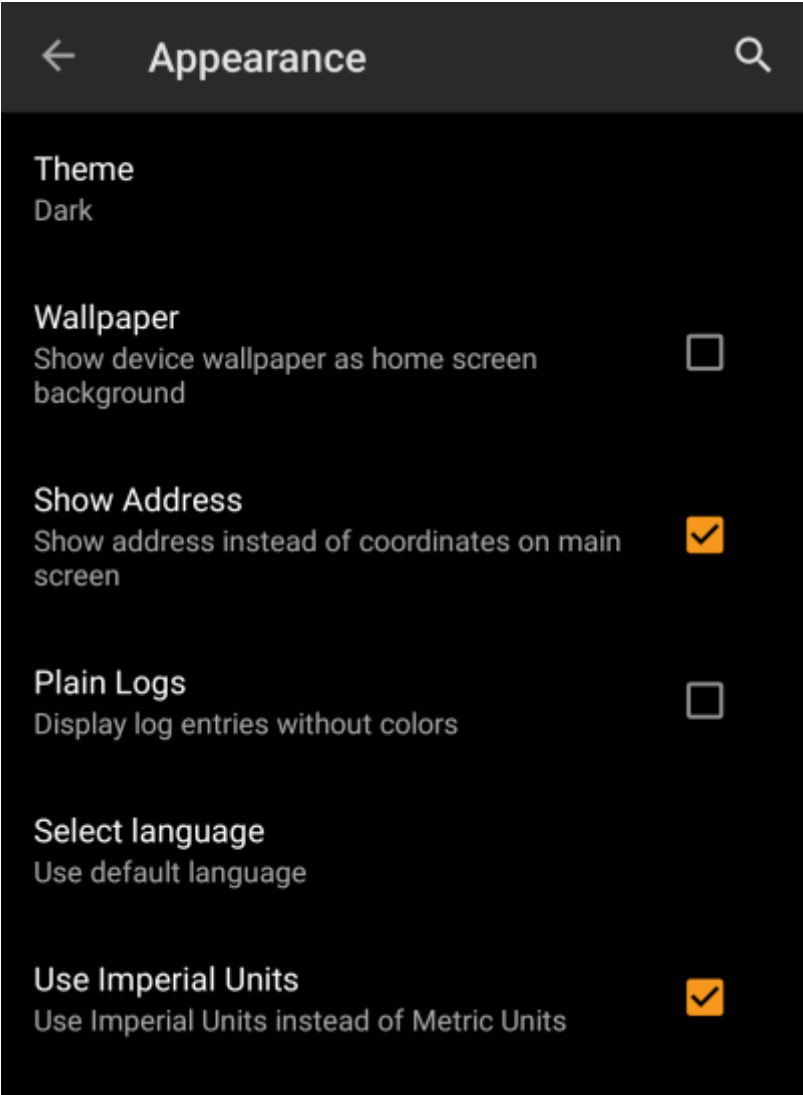 Appearance
Theme
Dark
Wallpaper
Show device wallpaper as home screen
background
Show Address
Show address instead of coordinates on main
screen
Plain Logs
Display log entries without colors
Select language
Use default language
Use Imperial Units
Use Imperial Units instead of Metric Units